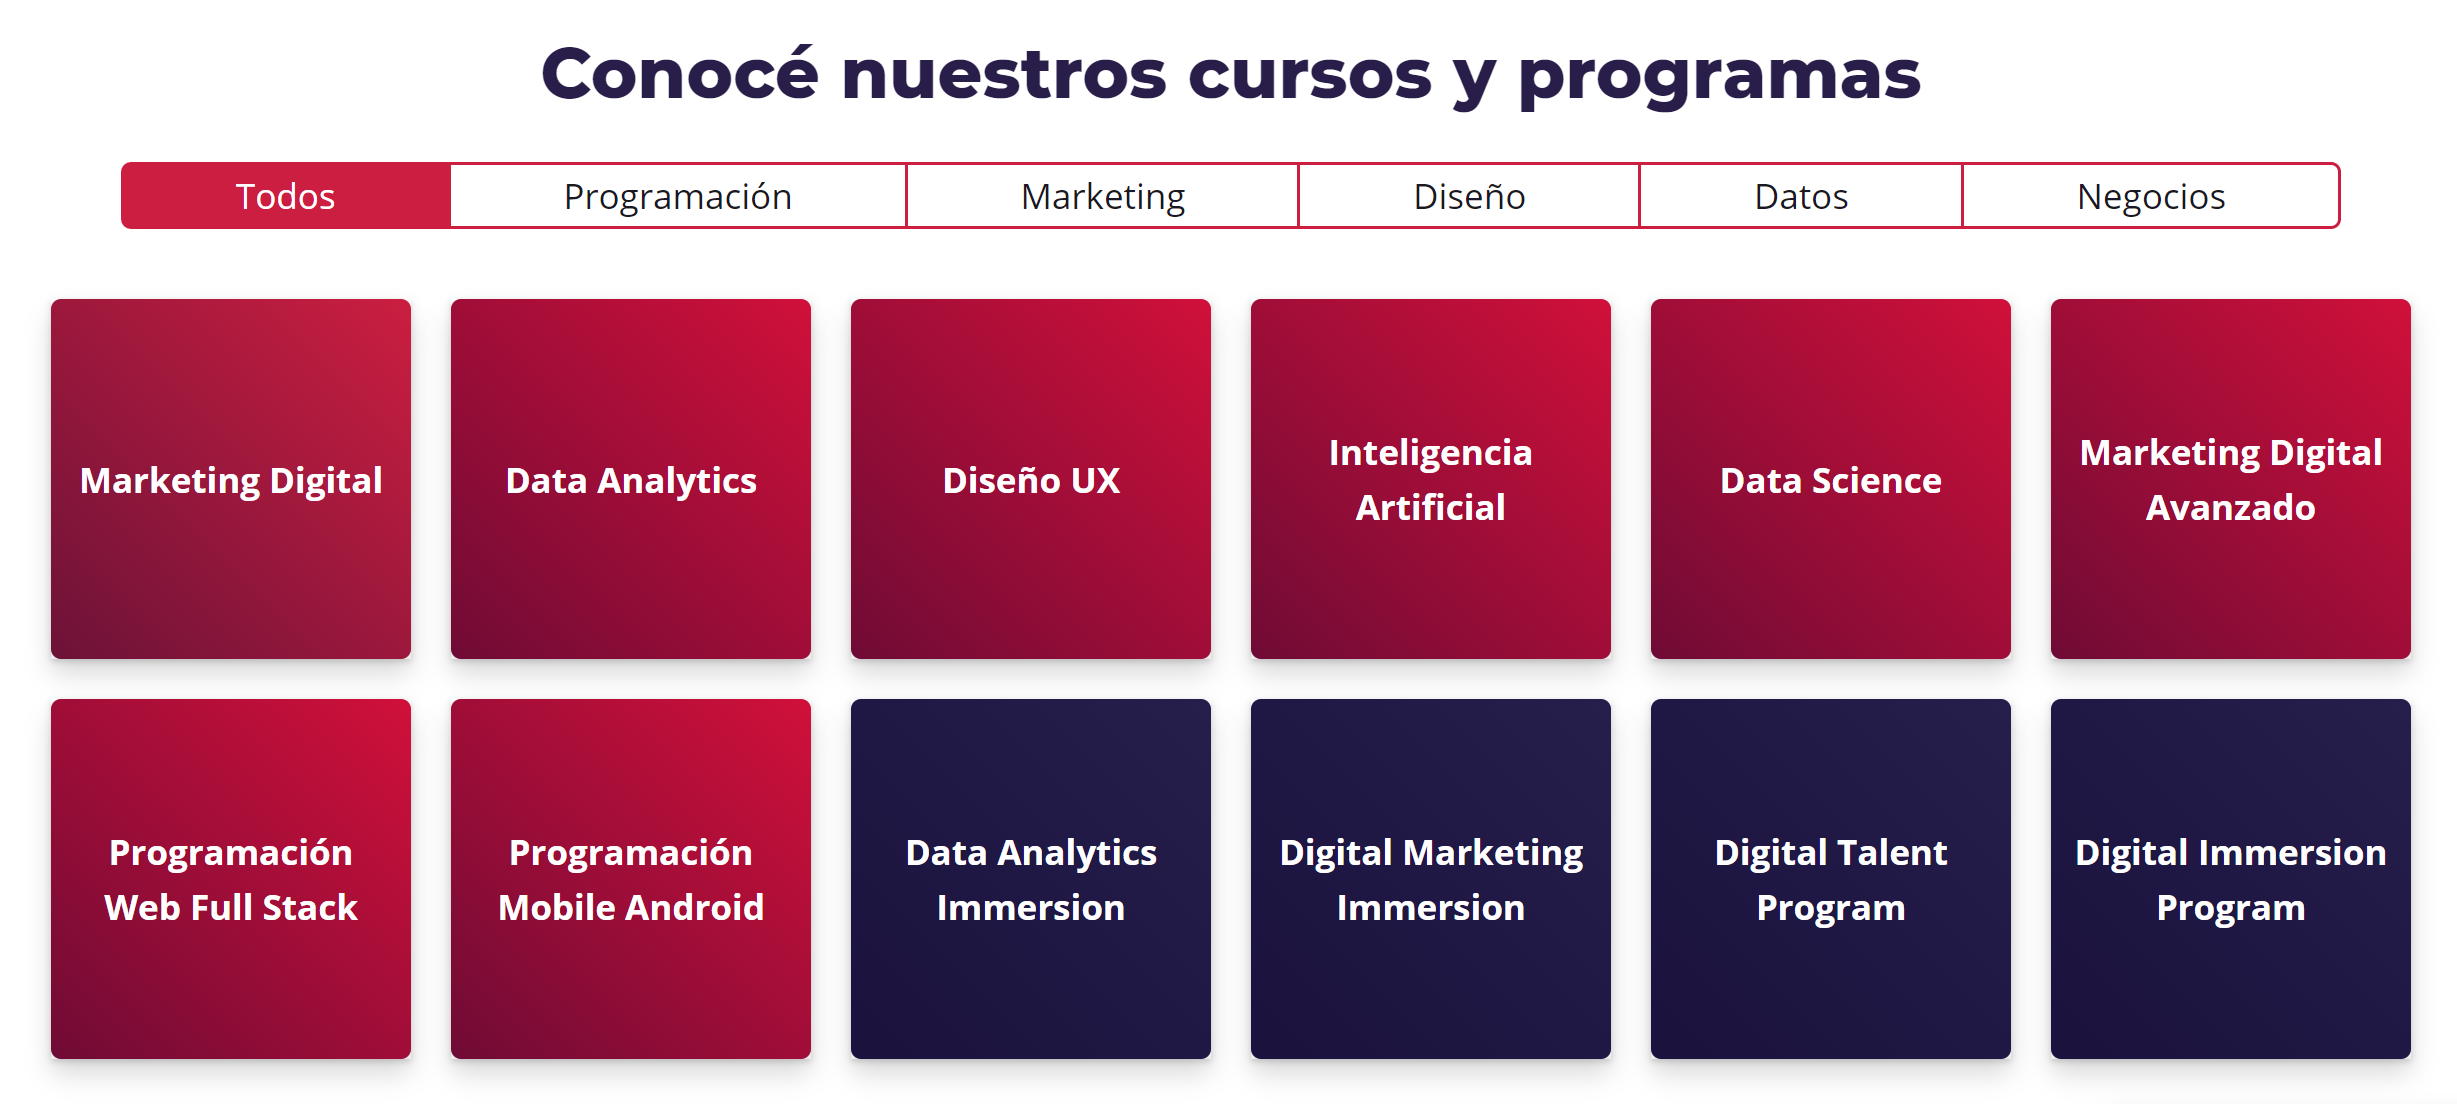 Conocé nuestros cursos y programas
Todos
Programación
Marketing
Diseño
Datos
Negocios
Marketing Digital
Data Analytics
Diseño UX
Inteligencia
Artificial
Data Science
Marketing Digital
Avanzado
Programación
Web Full Stack
Programación
Mobile Android
Data Analytics
Immersion
Digital Marketing
Immersion
Digital Talent
Program
Digital Immersion
Program